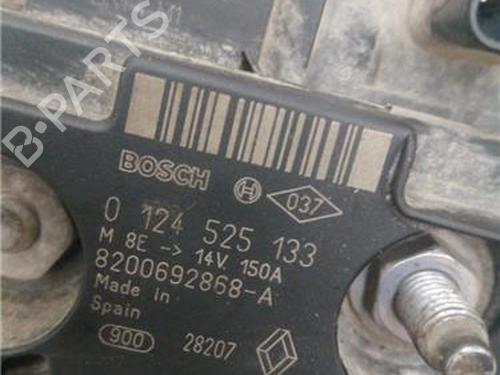 B-PARTS
BOSCH 037
0 124 525 133
M 8E -> 14V 150A
8200692868-A
Made in
Spain
900 28207